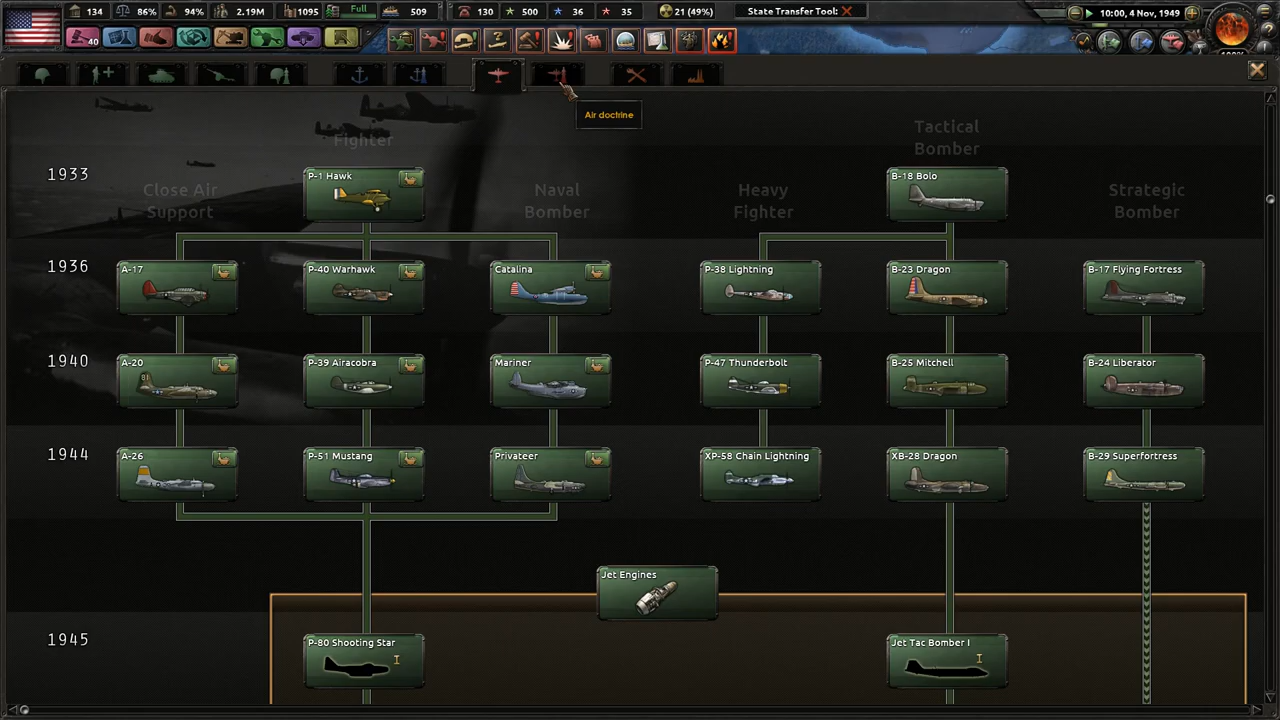 134
86%
94%
2.19M
1095
Full
509
130
500
36
35
21 (49%)
State Transfer Tool:
10:00, 4 Nov, 1949
40
Air doctrine
Fighter
Tactical
Bomber
1933
P-1 Hawk
B-18 Bolo
Close Air
Support
Naval
Bomber
Heavy
Fighter
Strategic
Bomber
1936
A-17
P-40 Warhawk
Catalina
P-38 Lightning
B-23 Dragon
B-17 Flying Fortress
1940
A-20
P-39 Airacobra
Mariner
P-47 Thunderbolt
B-25 Mitchell
B-24 Liberator
1944
A-26
P-51 Mustang
Privateer
XP-58 Chain Lightning
XB-28 Dragon
B-29 Superfortress
Jet Engines
1945
P-80 Shooting Star
I
Jet Tac Bomber I
I